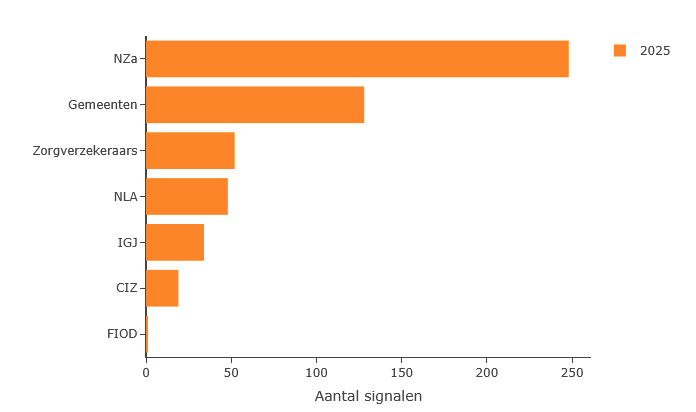 NZa
2025
Gemeenten
Zorgverzekeraars
NLA
IGJ
CIZ
FIOD
0 50 100 150 200 250
Aantal signalen